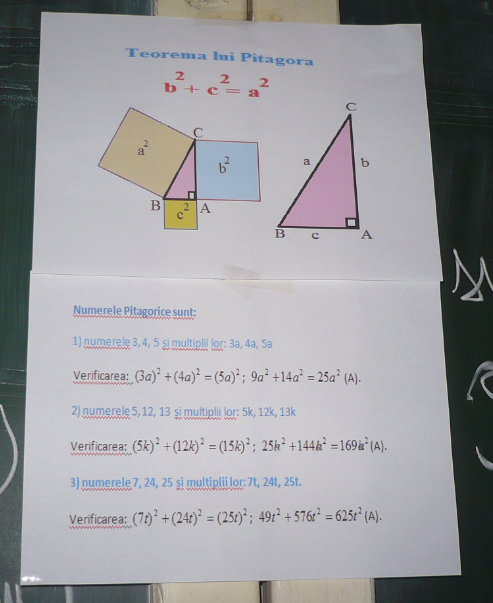 Teorema lui Pitagora
b² + c² = a²
C
a²
b²
B
c²
A
C
a
b
B
c
A
Numerele Pitagorice sunt:
1) numerele 3, 4, 5 și multiplii lor: 3a, 4a, 5a
Verificarea: (3a)² + (4a)² = (5a)² ; 9a² + 14a² = 25a² (A).
2) numerele 5, 12, 13 si multiplii lor: 5k, 12k, 13k
Verificarea: (5k)² + (12k)² = (15k)² ; 25k² + 144k² = 169k² (A).
3) numerele 7, 24, 25 și multiplii lor: 7t, 24t, 25t.
Verificarea: (7t)² + (24t)² = (25t)² ; 49t² + 576t² = 625t² (A).